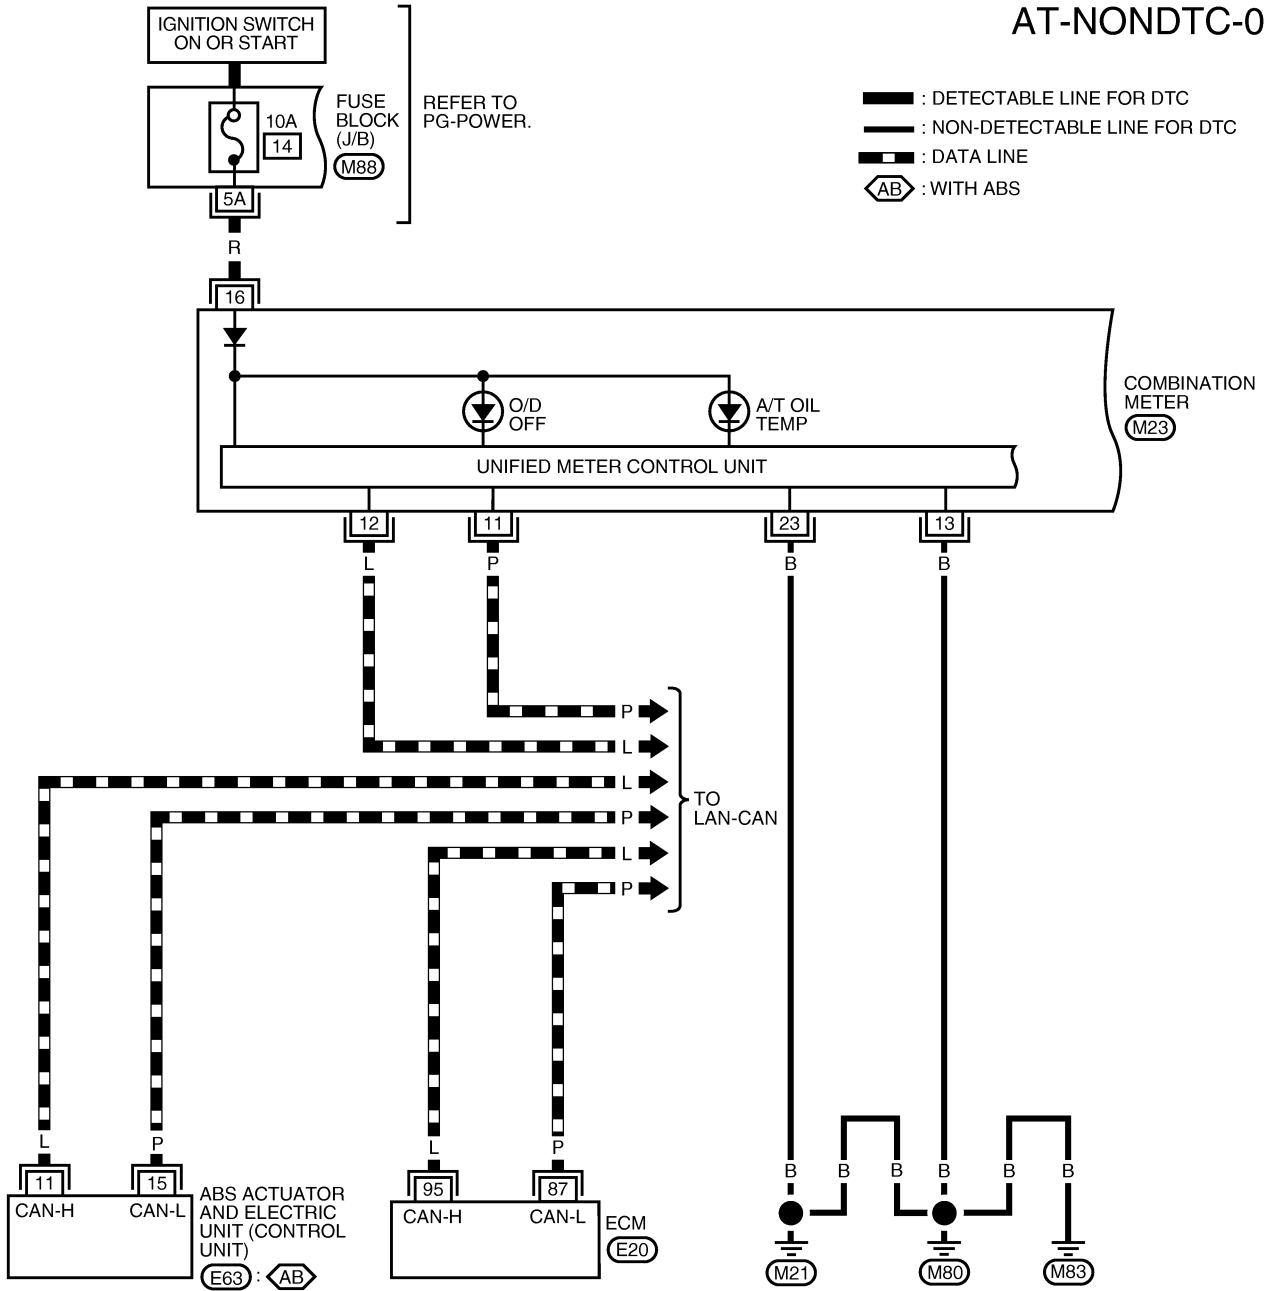 AT-NONDTC-0
IGNITION SWITCH
ON OR START
FUSE
BLOCK
(J/B)
M88
10A
14
REFER TO
PG-POWER.
: DETECTABLE LINE FOR DTC
: NON-DETECTABLE LINE FOR DTC
: DATA LINE
AB : WITH ABS
5A
R
16
COMBINATION
METER
M23
O/D
OFF
A/T OIL
TEMP
UNIFIED METER CONTROL UNIT
12 11 23 13
L P B B
P
L
L
P
L
P
TO
LAN-CAN
L P L P
11 15 95 87
CAN-H CAN-L
ABS ACTUATOR
AND ELECTRIC
UNIT (CONTROL
UNIT)
E63 : AB
CAN-H CAN-L
ECM
E20
B B B B B B
M21 M80 M83